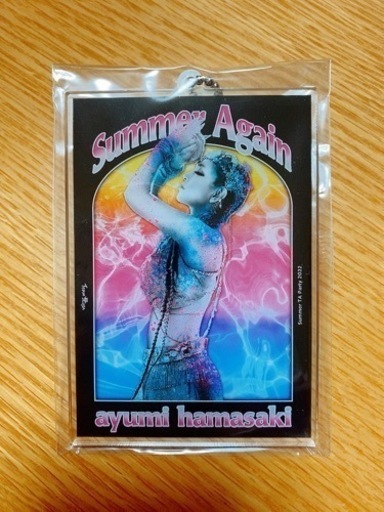 Summer Again
Summer TA Party 2022
ayumi hamasaki